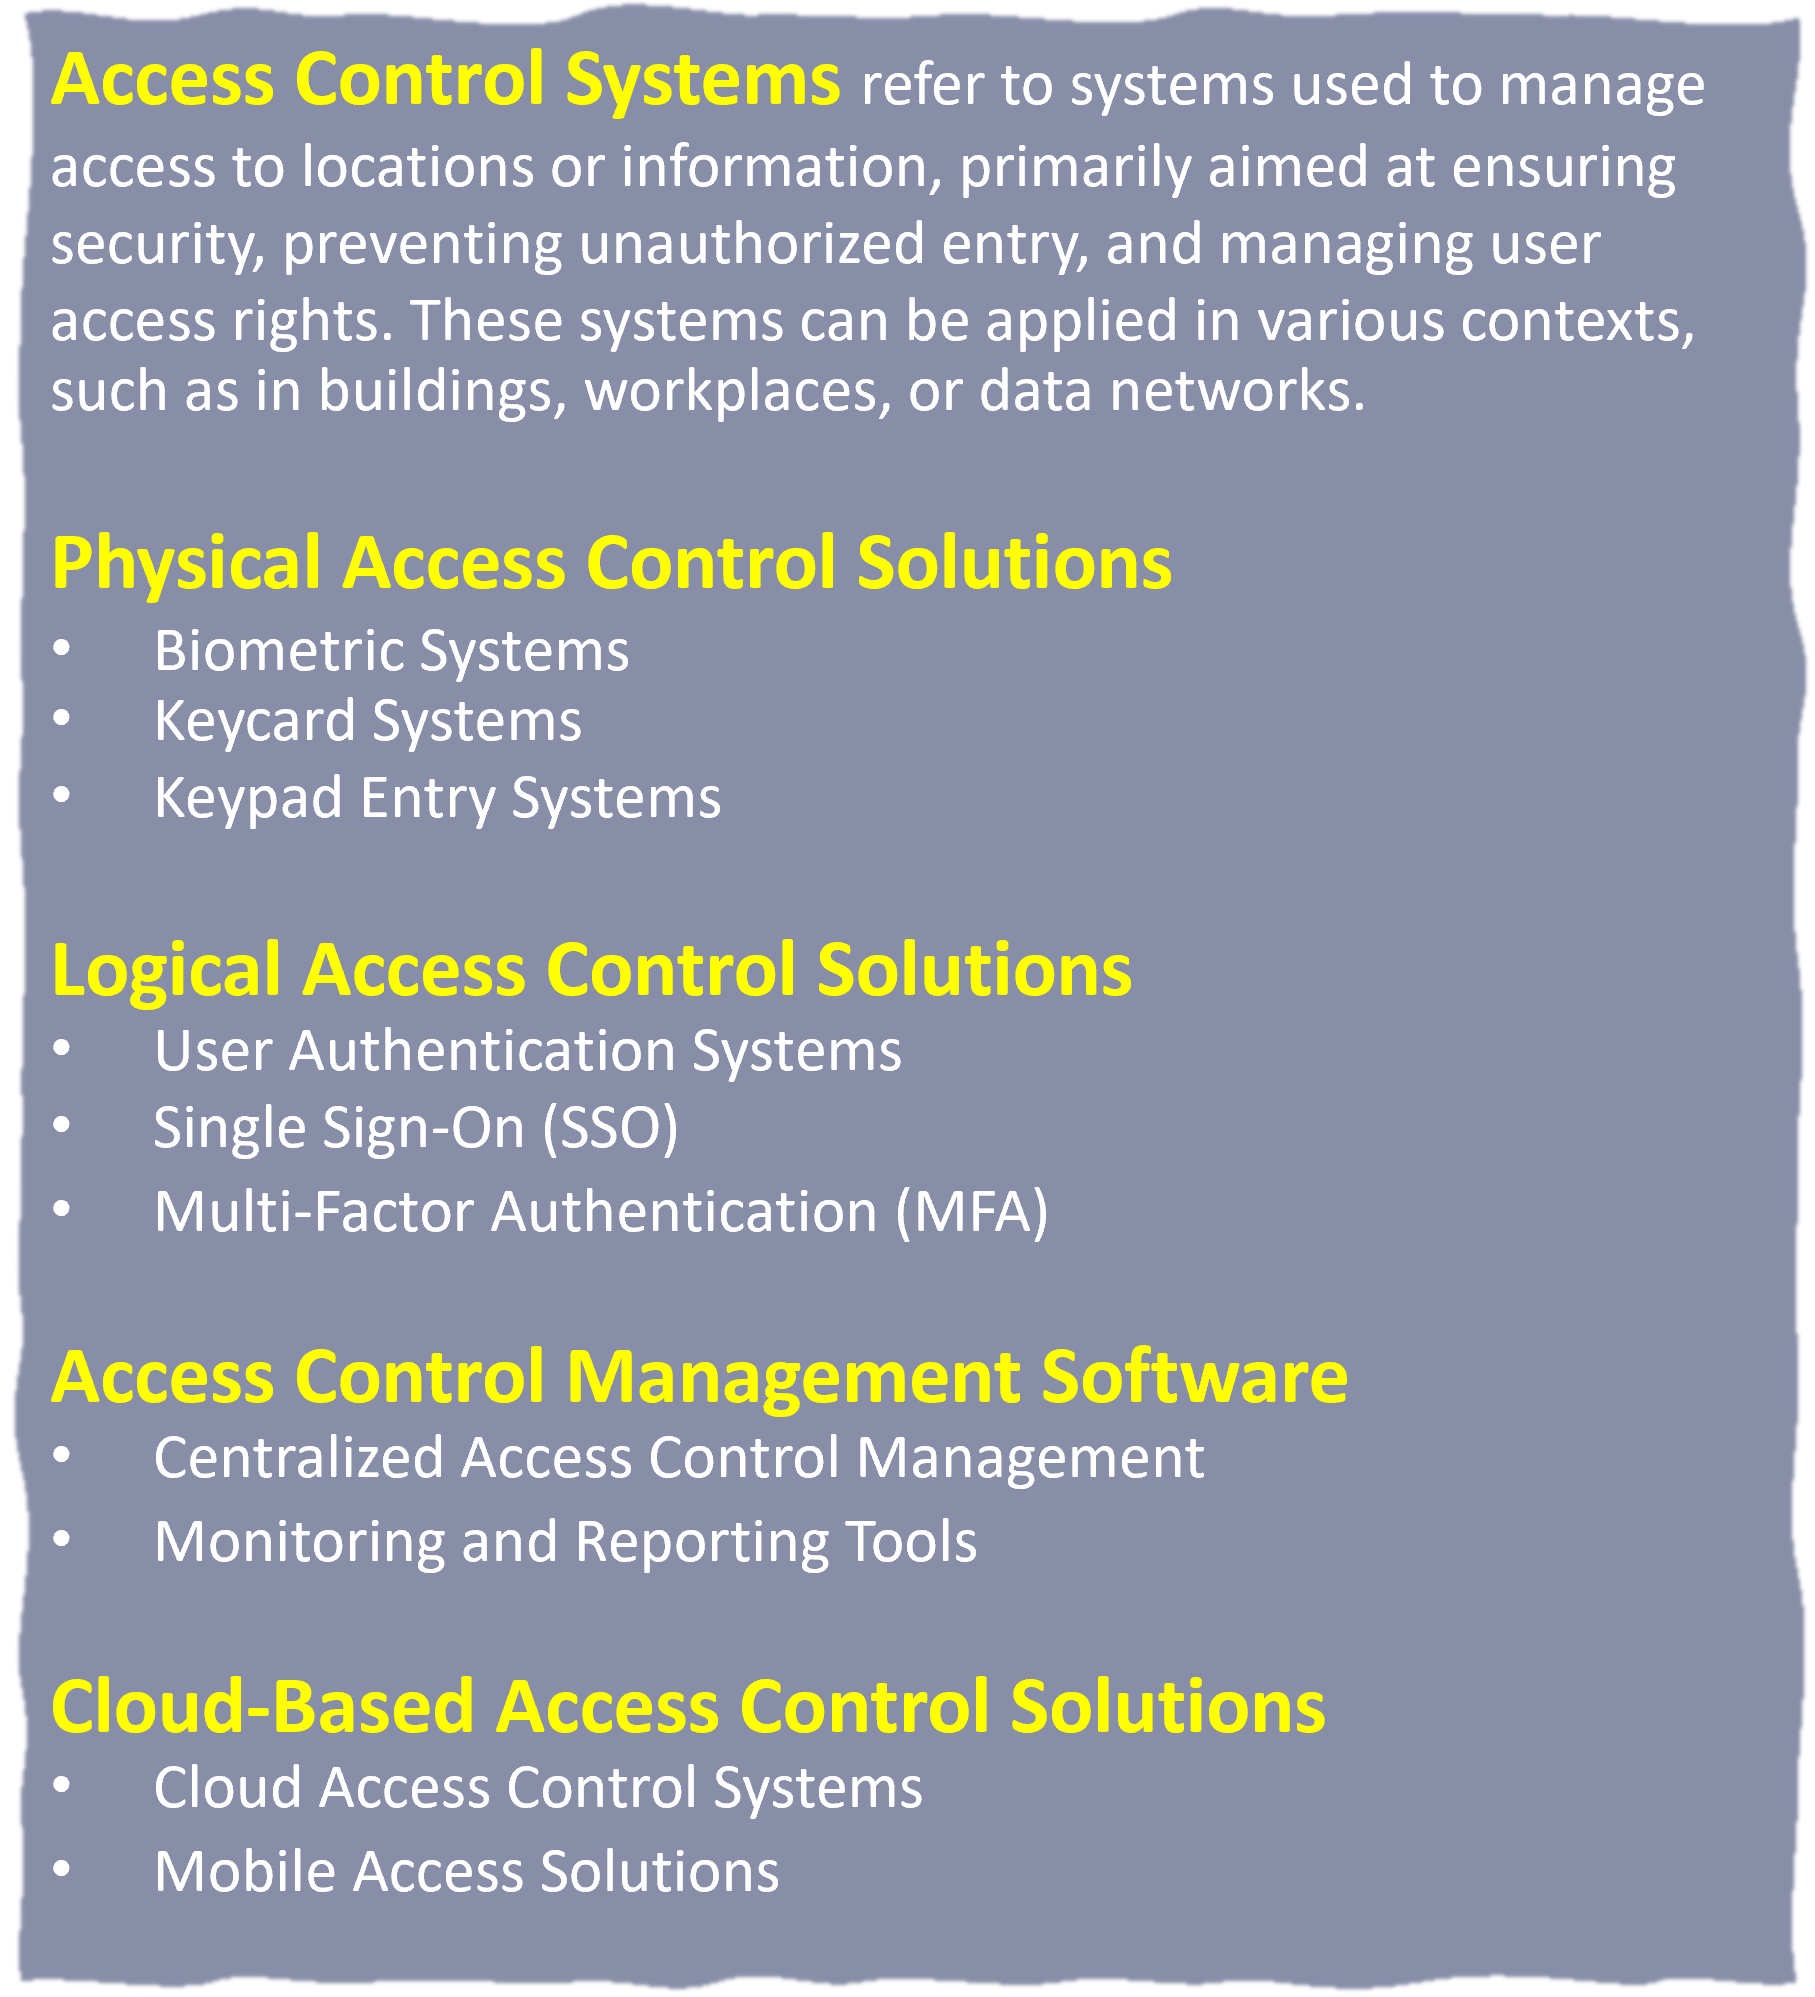 Access Control Systems refer to systems used to manage
access to locations or information, primarily aimed at ensuring
security, preventing unauthorized entry, and managing user
access rights. These systems can be applied in various contexts,
such as in buildings, workplaces, or data networks.
Physical Access Control Solutions
• Biometric Systems
• Keycard Systems
• Keypad Entry Systems
Logical Access Control Solutions
• User Authentication Systems
• Single Sign-On (SSO)
• Multi-Factor Authentication (MFA)
Access Control Management Software
• Centralized Access Control Management
• Monitoring and Reporting Tools
Cloud-Based Access Control Solutions
• Cloud Access Control Systems
• Mobile Access Solutions